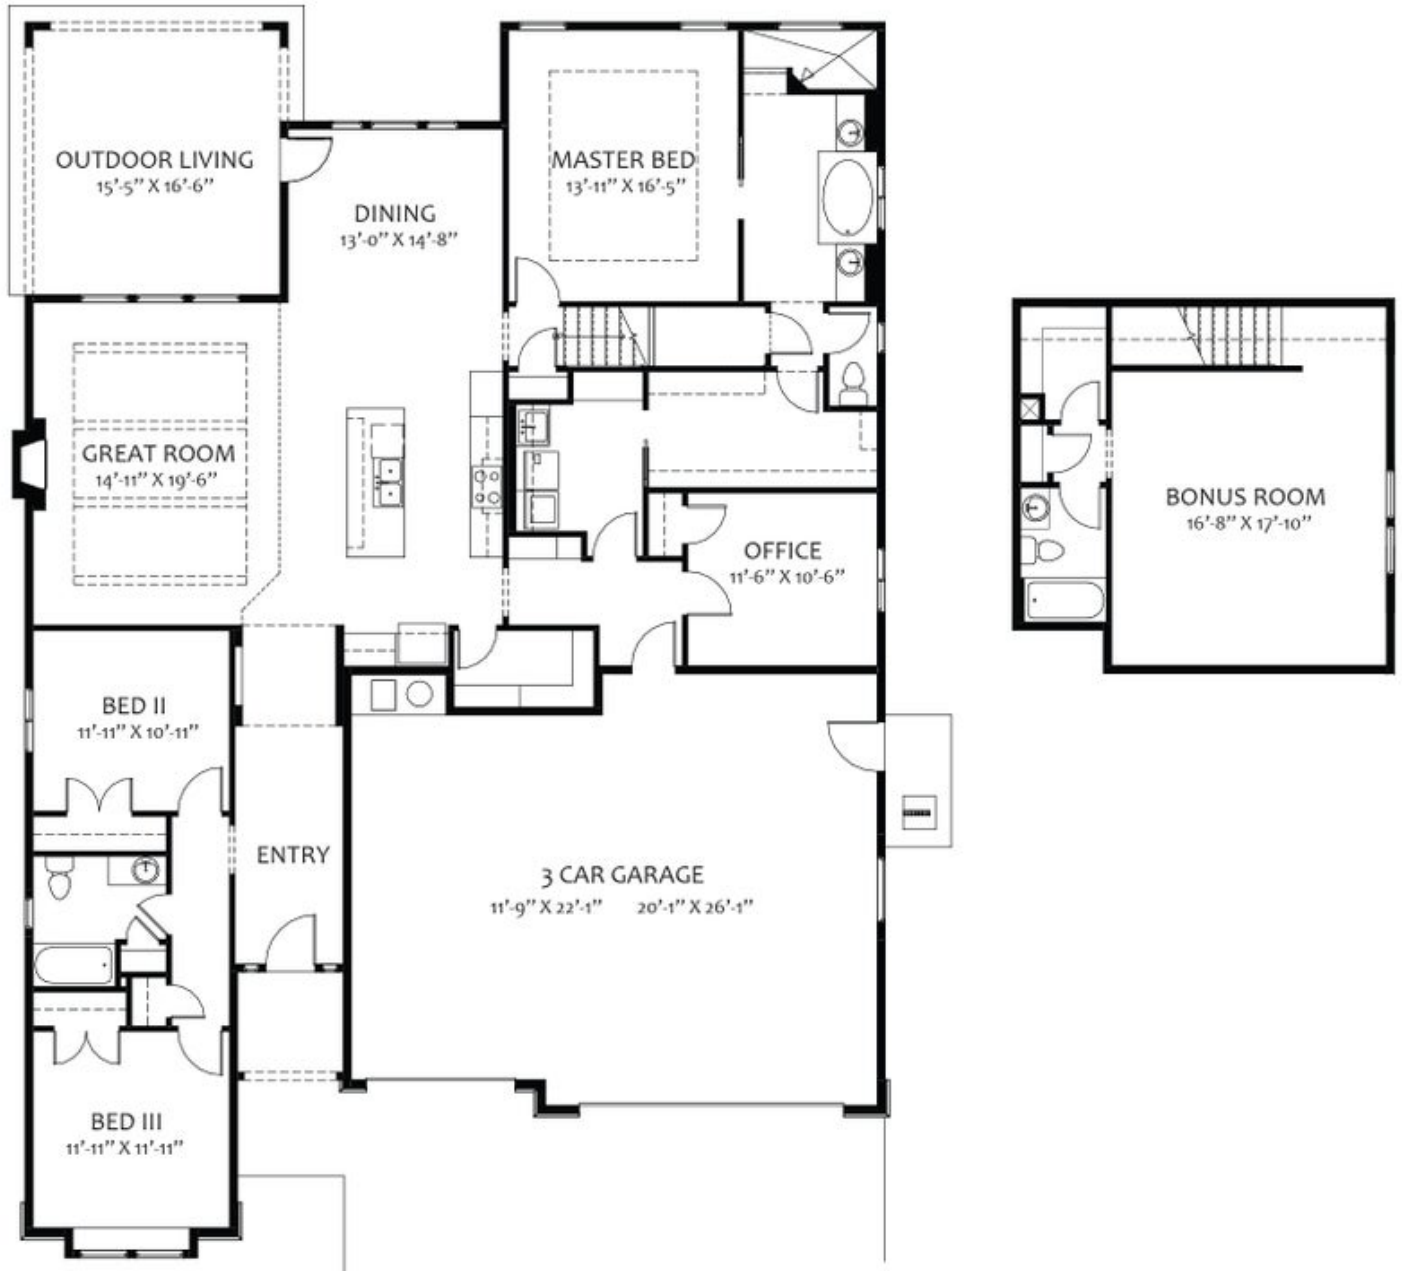 OUTDOOR LIVING
15'-5" X 16'-6"
MASTER BED
13'-11" X 16'-5"
DINING
13'-0" X 14'-8"
GREAT ROOM
14'-11" X 19'-6"
BONUS ROOM
16'-8" X 17'-10"
OFFICE
11'-6" X 10'-6"
BED II
11'-11" X 10'-11"
ENTRY
3 CAR GARAGE
11'-9" X 22'-1" 20'-1" X 26'-1"
BED III
11'-11" X 11'-11"